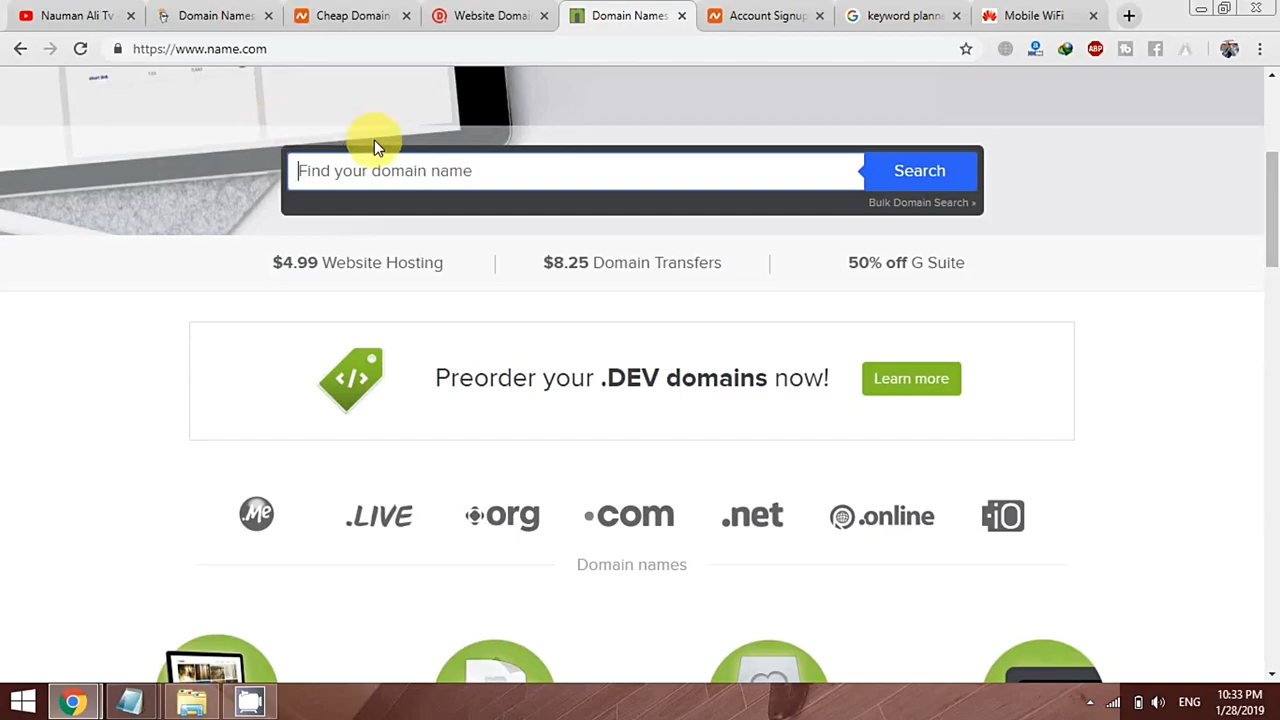 Nauman Ali Tv
Domain Names
Cheap Domain
Website Domai
Domain Names
Account Signup
keyword plann
Mobile WiFi
https://www.name.com
ABP
Find your domain name
Search
Bulk Domain Search »
$4.99 Website Hosting
$8.25 Domain Transfers
50% off G Suite
</>
Preorder your .DEV domains now!
Learn more
.Me
.LIVE
org
.com
.net
.online
.iO
Domain names
ENG
10:33 PM
1/28/2019